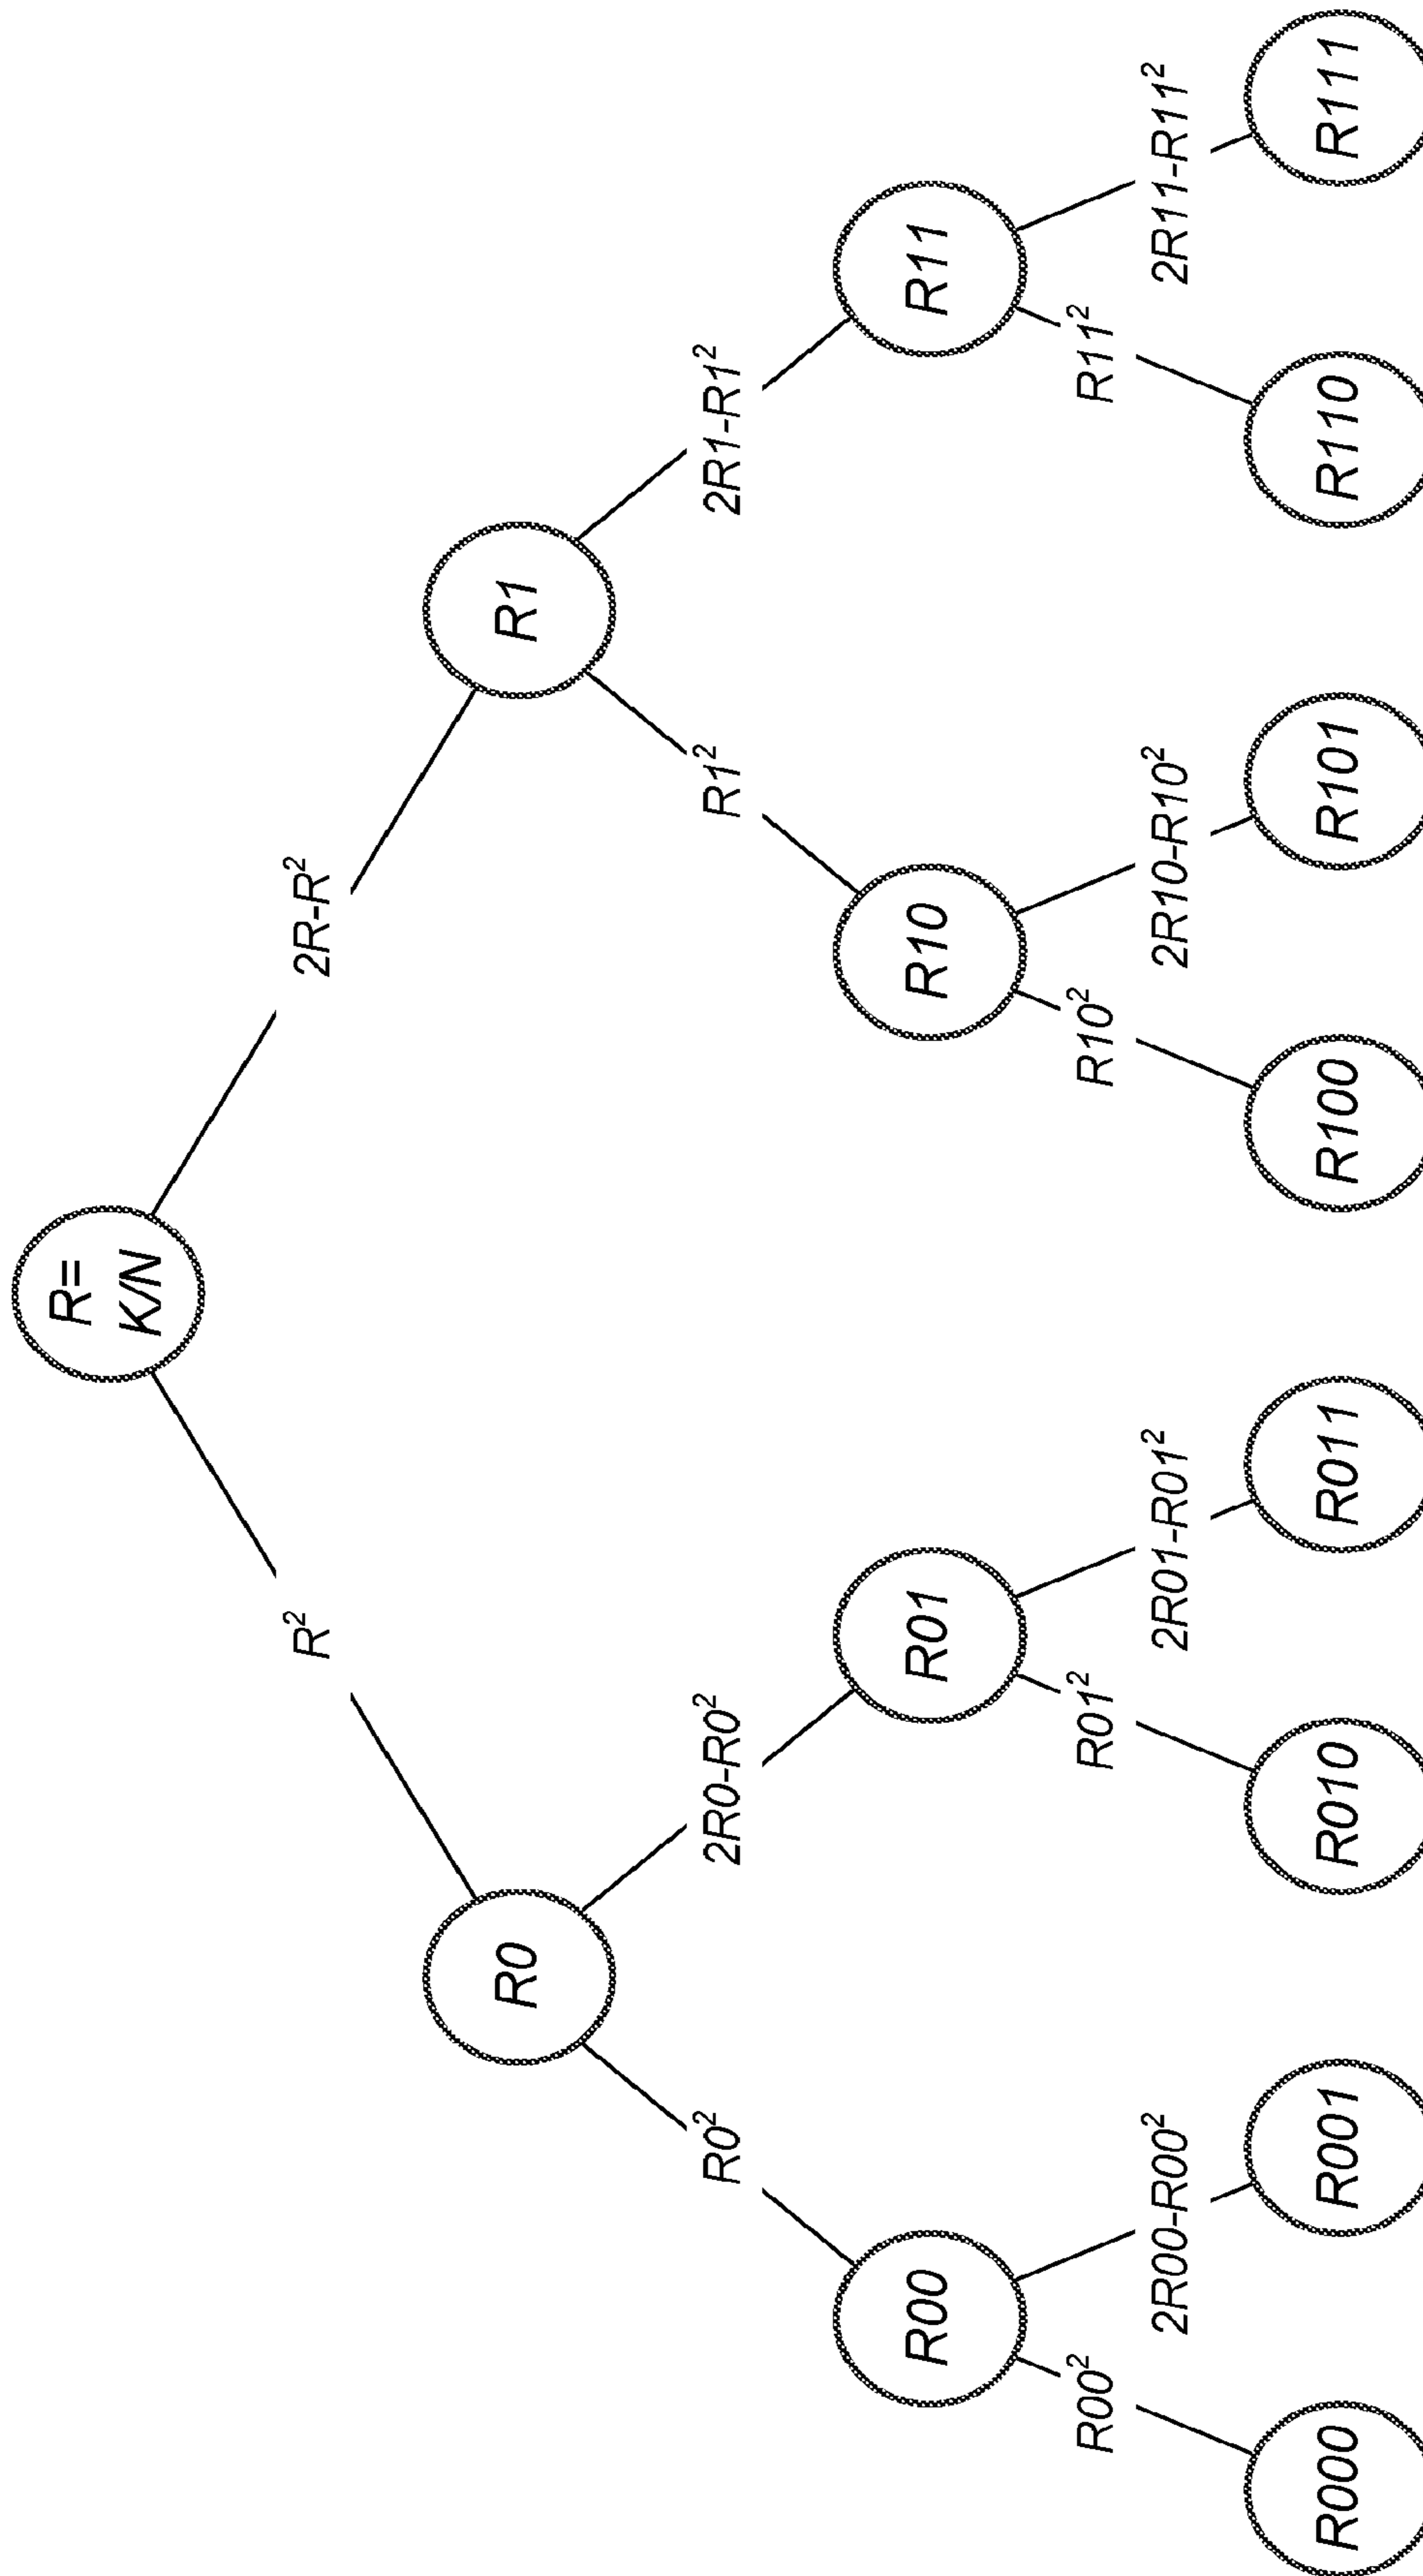 R=
K/N
R²
2R-R²
R0
R1
R0²
2R0-R0²
R1²
2R1-R1²
R00
R01
R10
R11
R00²
2R00-R00²
R01²
2R01-R01²
R10²
2R10-R10²
R11²
2R11-R11²
R000
R001
R010
R011
R100
R101
R110
R111